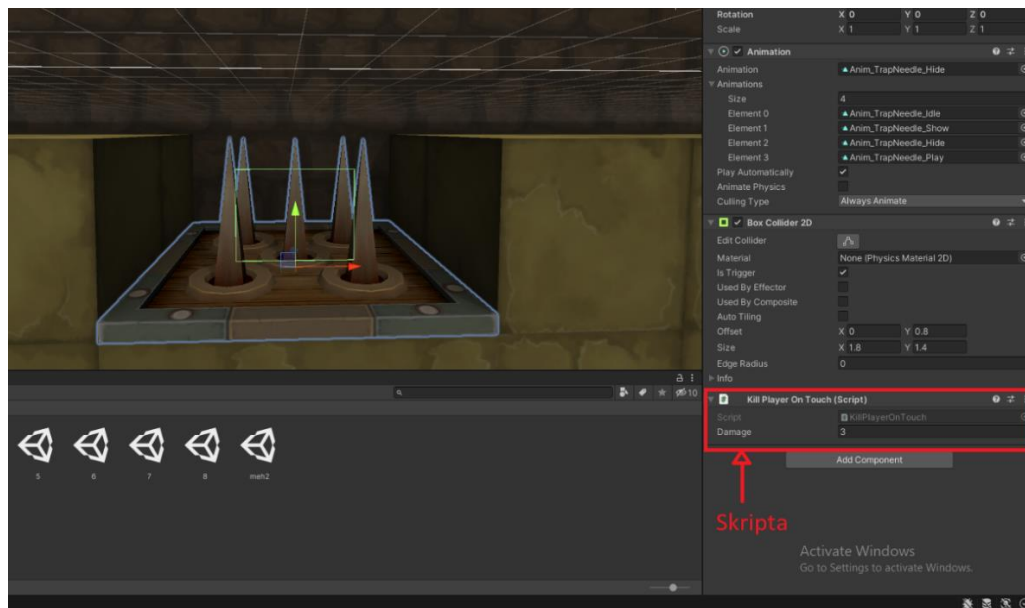 Rotation X 0 Y 0 Z 0
Scale X 1 Y 1 Z 1
Animation
Animation Anim_TrapNeedle_Hide
Animations
Size 4
Element 0 Anim_TrapNeedle_Idle
Element 1 Anim_TrapNeedle_Show
Element 2 Anim_TrapNeedle_Hide
Element 3 Anim_TrapNeedle_Play
Play Automatically
Animate Physics
Culling Type Always Animate
Box Collider 2D
Edit Collider
Material None (Physics Material 2D)
Is Trigger
Used By Effector
Used By Composite
Auto Tiling
Offset X 0 Y 0.8
Size X 1.8 Y 1.4
Edge Radius 0
Info
10
Kill Player On Touch (Script)
Script KillPlayerOnTouch
Damage 3
Add Component
5 6 7 8 meh2
Skripta
Activate Windows
Go to Settings to activate Windows.